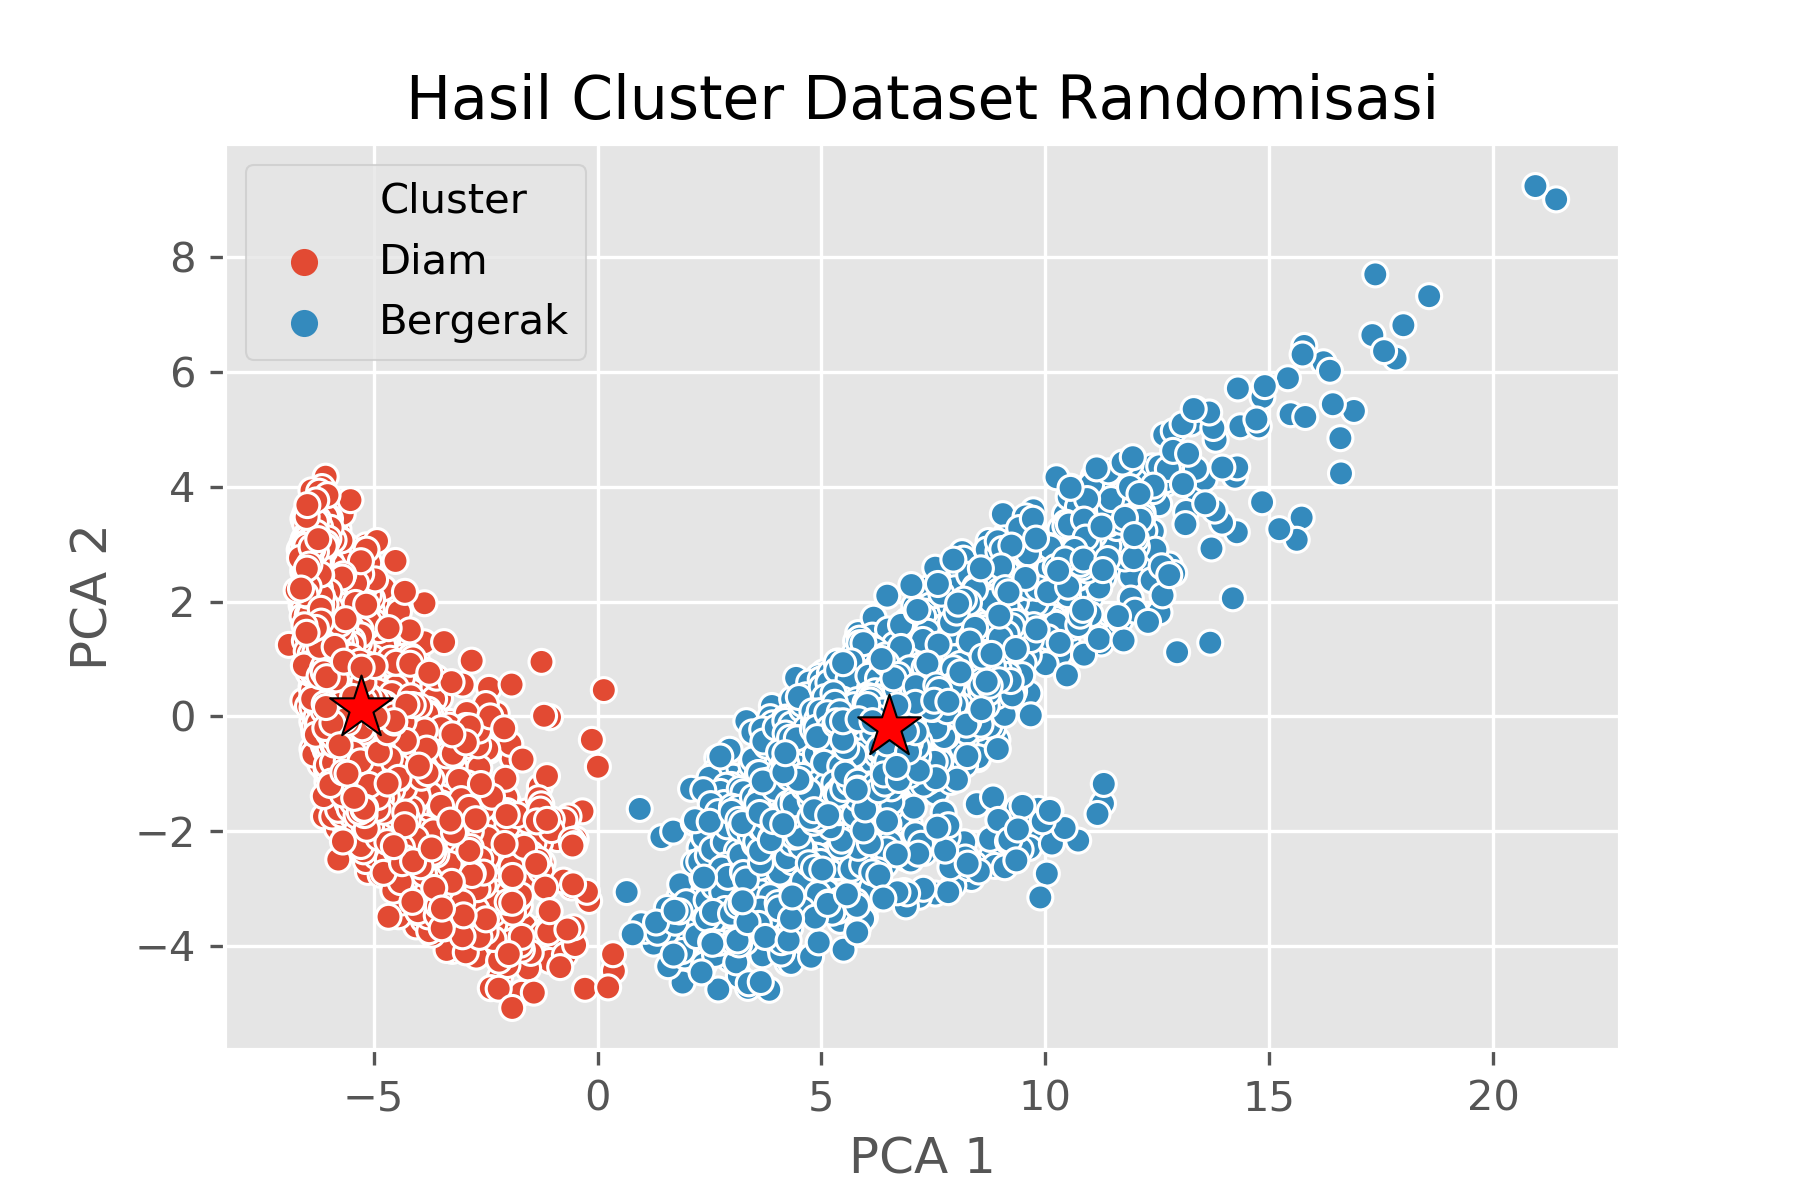 Hasil Cluster Dataset Randomisasi
Cluster
Diam
Bergerak
8
6
4
2
0
−2
−4
PCA 2
−5
0
5
10
15
20
PCA 1